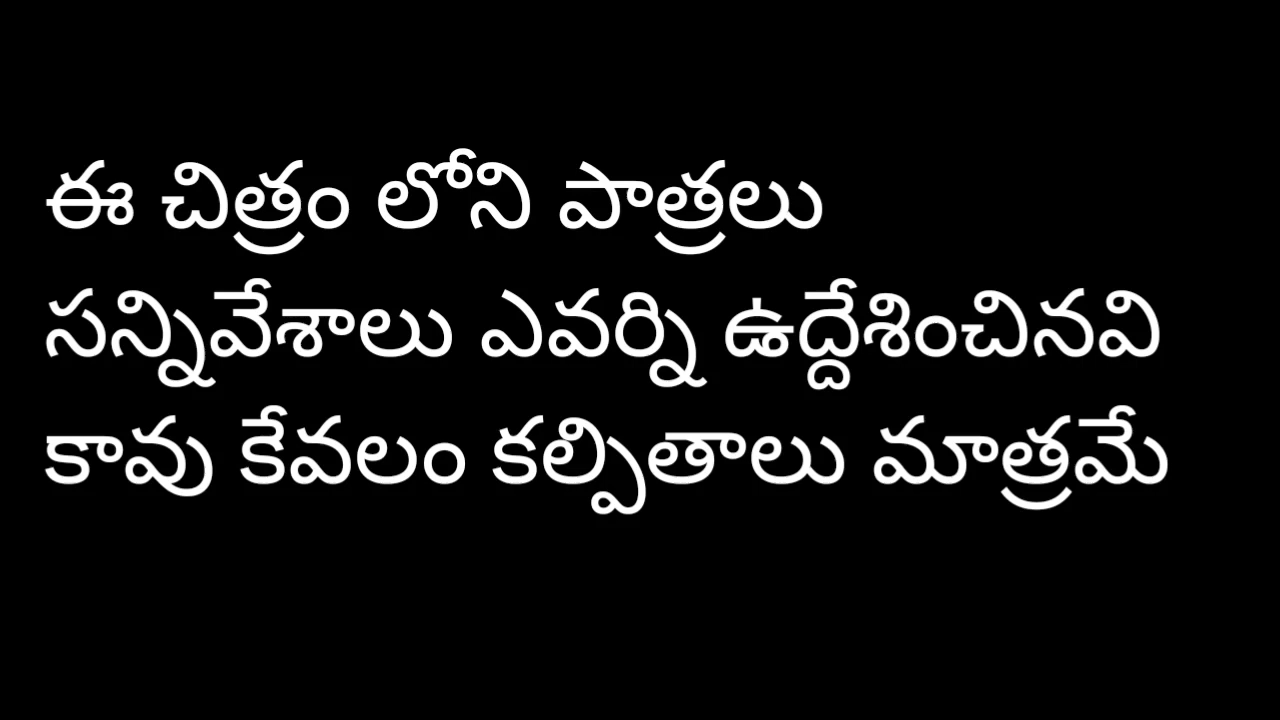 ఈ చిత్రం లోని పాత్రలు
సన్నివేశాలు ఎవర్ని ఉద్దేశించినవి
కావు కేవలం కల్పితాలు మాత్రమే